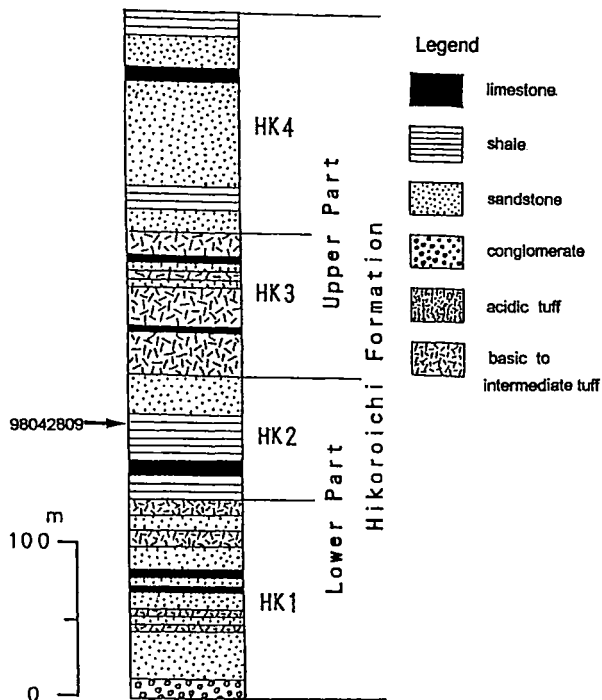 Legend
limestone
shale
sandstone
conglomerate
acidic tuff
basic to
intermediate tuff
HK4
HK3
HK2
HK1
Upper Part
Lower Part
Hikoroichi Formation
98042809
m
100
0